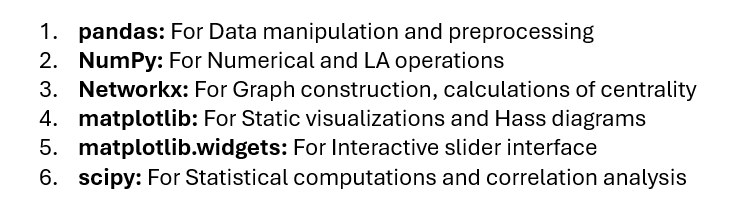 1. pandas: For Data manipulation and preprocessing
2. NumPy: For Numerical and LA operations
3. Networkx: For Graph construction, calculations of centrality
4. matplotlib: For Static visualizations and Hass diagrams
5. matplotlib.widgets: For Interactive slider interface
6. scipy: For Statistical computations and correlation analysis